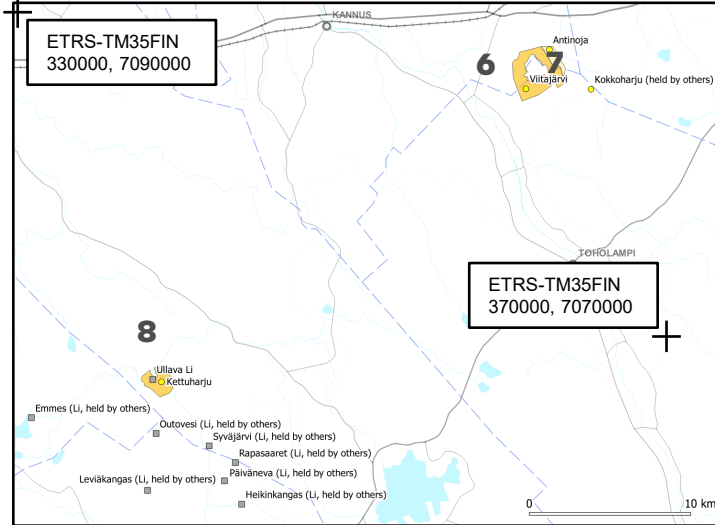 KANNUS
ETRS-TM35FIN
330000, 7090000
Antinoja
6
7
Viitajärvi
Kokkoharju (held by others)
TOHOLAMPI
ETRS-TM35FIN
370000, 7070000
8
Ullava Li
Kettuharju
Emmes (Li, held by others)
Outovesi (Li, held by others)
Syväjärvi (Li, held by others)
Rapasaaret (Li, held by others)
Leviäkangas (Li, held by others)
Päiväneva (Li, held by others)
Heikinkangas (Li, held by others)
0
10 km